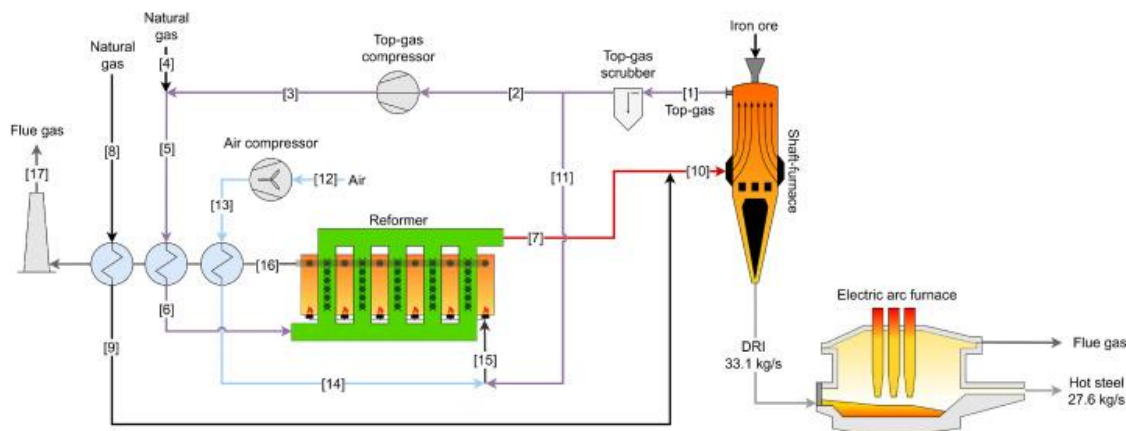 Natural
gas
Natural
gas
[4]
Top-gas
compressor
Top-gas
scrubber
Iron ore
[3]
[2]
[1]
Top-gas
Flue gas
[17]
[8]
[5]
Air compressor
[12]
Air
[13]
[11]
[10]
Shaft-furnace
Reformer
[7]
[16]
[6]
[9]
[15]
[14]
DRI
33.1 kg/s
Electric arc furnace
Flue gas
Hot steel
27.6 kg/s